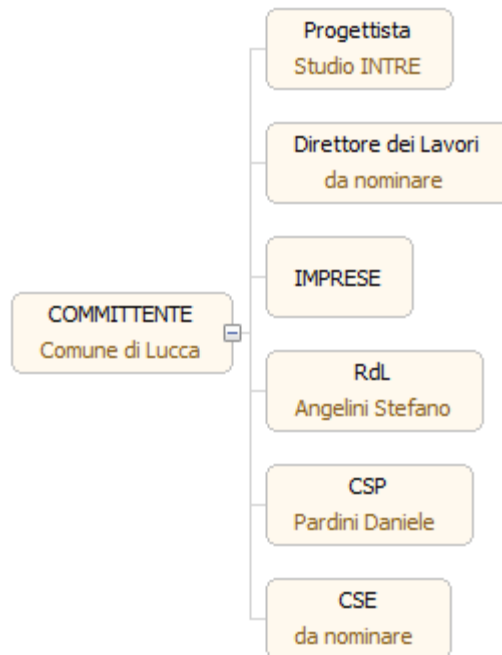 COMMITTENTE
Comune di Lucca
Progettista
Studio INTRE
Direttore dei Lavori
da nominare
IMPRESE
RdL
Angelini Stefano
CSP
Pardini Daniele
CSE
da nominare